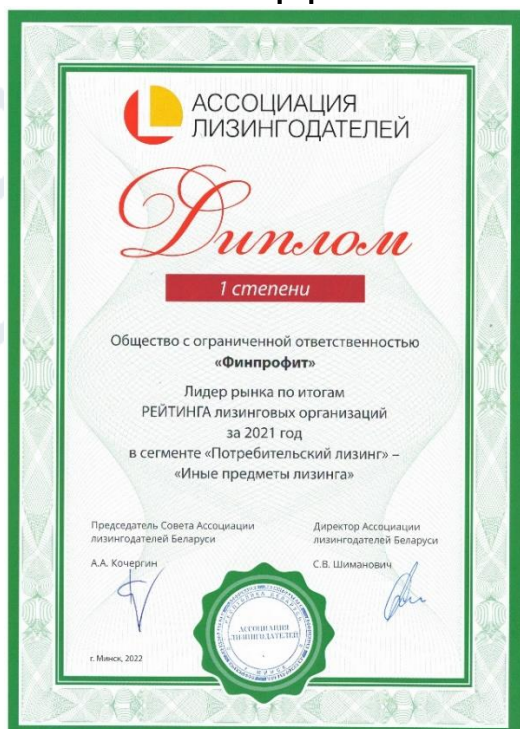 АССОЦИАЦИЯ
ЛИЗИНГОДАТЕЛЕЙ
Диплом
1 степени
Общество с ограниченной ответственностью
«Финпрофит»
Лидер рынка по итогам
РЕЙТИНГА лизинговых организаций
за 2021 год
в сегменте «Потребительский лизинг» –
«Иные предметы лизинга»
Председатель Совета Ассоциации
лизингодателей Беларуси
А.А. Кочергин
Директор Ассоциации
лизингодателей Беларуси
С.В. Шиманович
АССОЦИАЦИЯ
ЛИЗИНГОДАТЕЛЕЙ
г. Минск, 2022